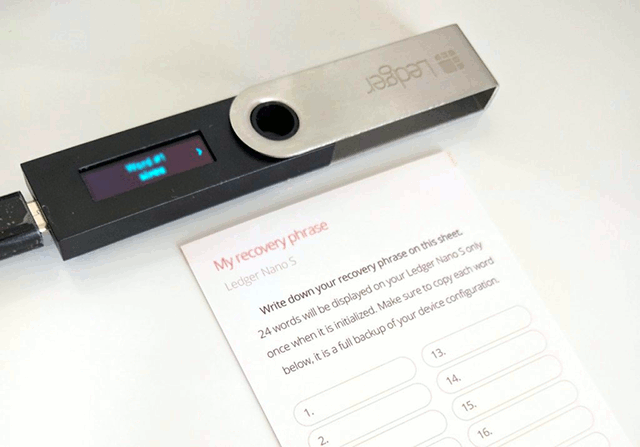 Ledger
Word #1
My recovery phrase
Ledger Nano S
Write down your recovery phrase on this sheet.
24 words will be displayed on your Ledger Nano S only
once when it is initialized. Make sure to copy each word
below, it is a full backup of your device configuration.
1.
2.
13.
14.
15.
16.